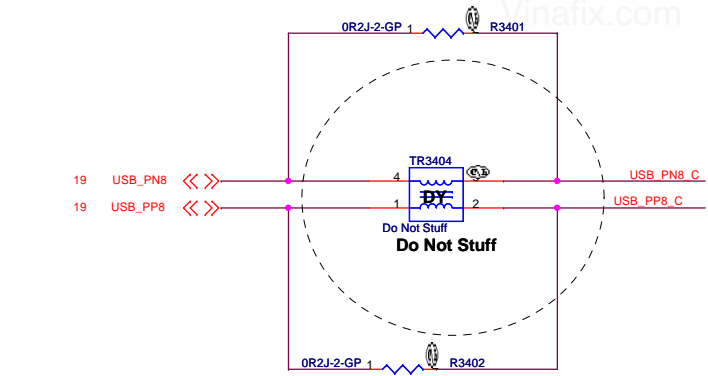 Vinafix.com
0R2J-2-GP 1 R3401
TR3404
19 USB_PN8 4 USB_PN8_C
19 USB_PP8 1 DY 2 USB_PP8_C
Do Not Stuff
Do Not Stuff
0R2J-2-GP 1 R3402